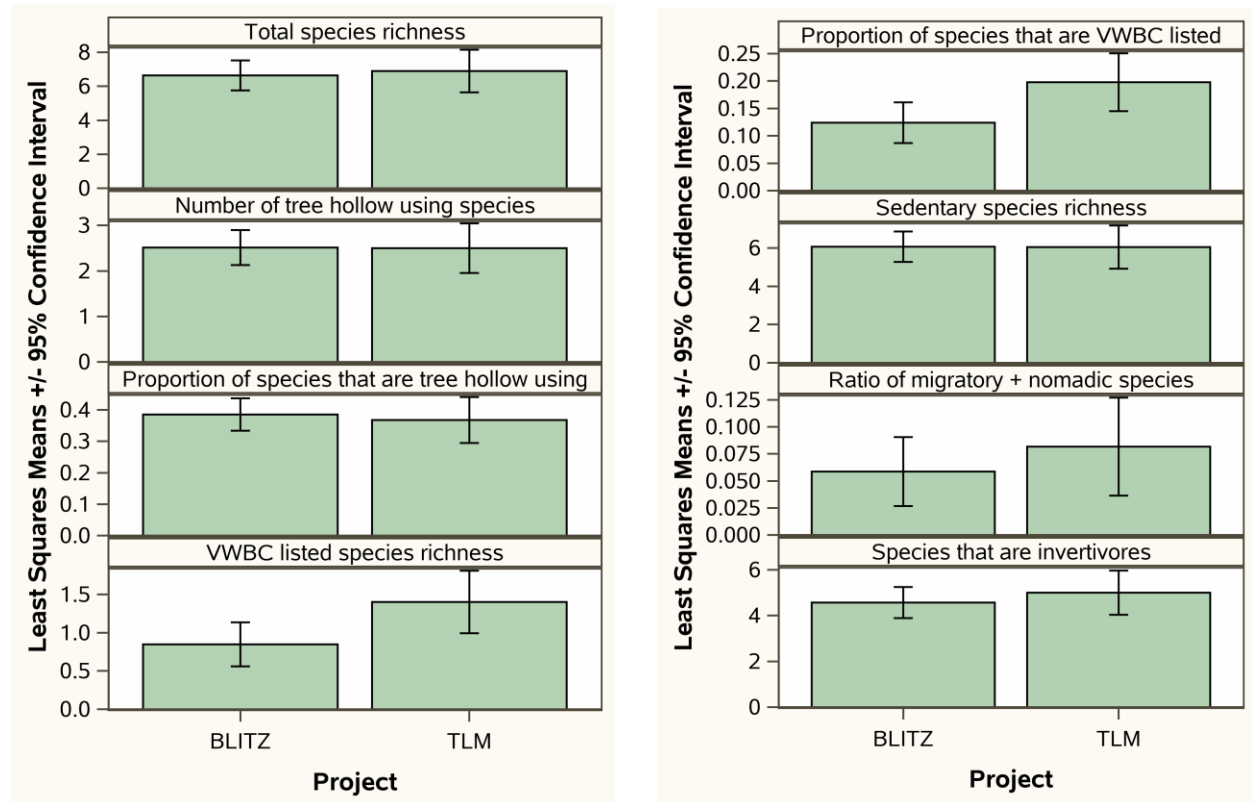 Total species richness
8
6
4
2
0
Number of tree hollow using species
3
2
1
0
Proportion of species that are tree hollow using
0.4
0.3
0.2
0.1
0.0
VWBC listed species richness
1.5
1.0
0.5
0.0
Least Squares Means +/- 95% Confidence Interval
BLITZ TLM
Project
Proportion of species that are VWBC listed
0.25
0.20
0.15
0.10
0.05
0.00
Sedentary species richness
6
4
2
0
Ratio of migratory + nomadic species
0.125
0.100
0.075
0.050
0.025
0.000
Species that are invertivores
6
4
2
0
Least Squares Means +/- 95% Confidence Interval
BLITZ TLM
Project